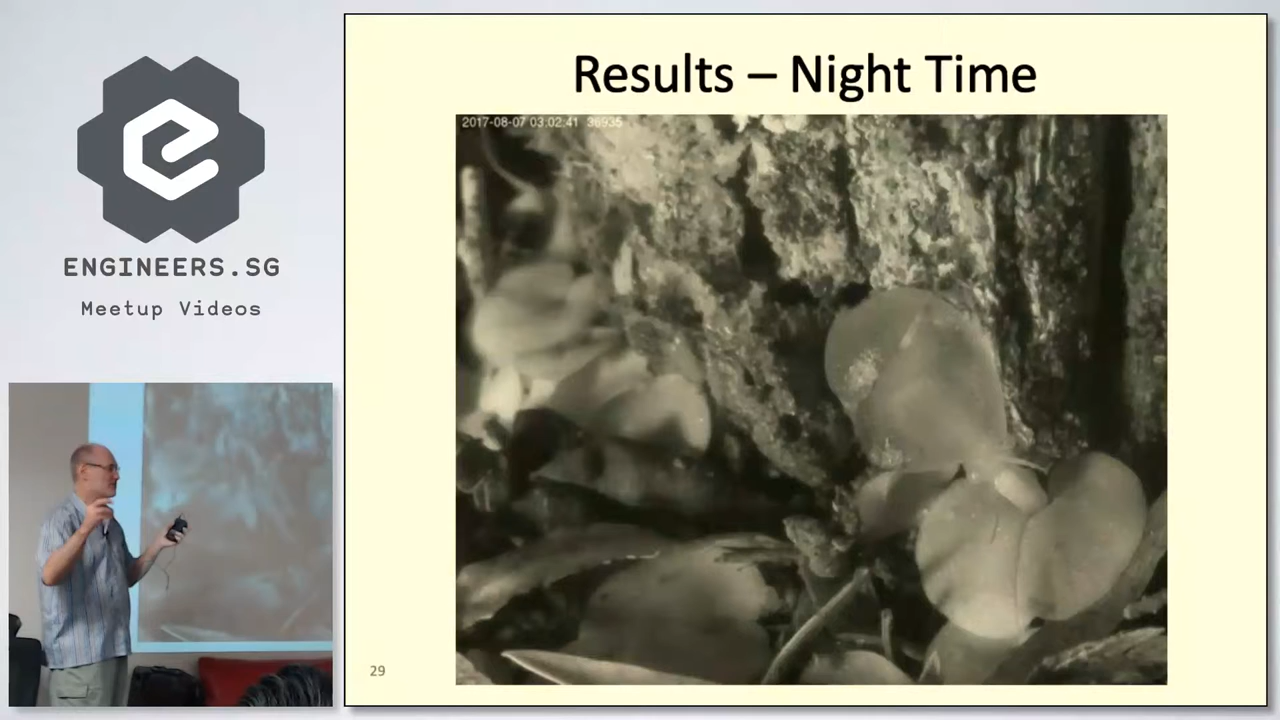 ENGINEERS.SG
Meetup Videos
Results – Night Time
2017-08-07 03:02:41 36935
29